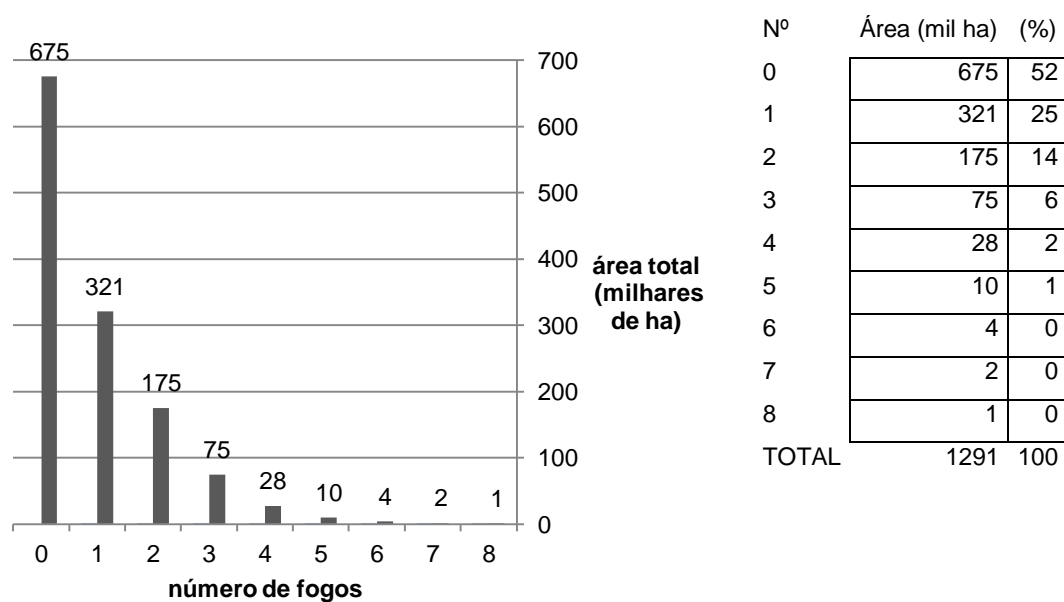 675
321
175
75
28
10
4
2
1
700
600
500
400
300
200
100
0
área total
(milhares
de ha)
0 1 2 3 4 5 6 7 8
número de fogos
Nº Área (mil ha) (%)
0 675 52
1 321 25
2 175 14
3 75 6
4 28 2
5 10 1
6 4 0
7 2 0
8 1 0
TOTAL 1291 100